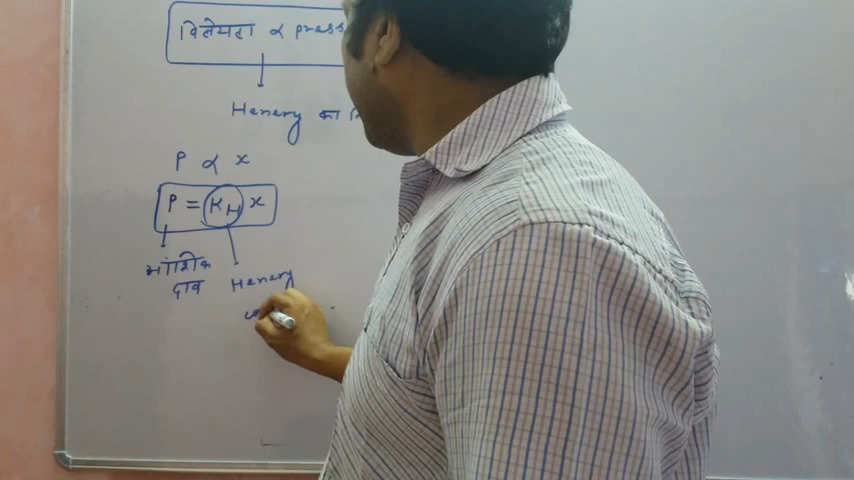 विलेयता ∝ press
Henery का नि
P ∝ x
P = KH x
आंशिक
दाब
Henery